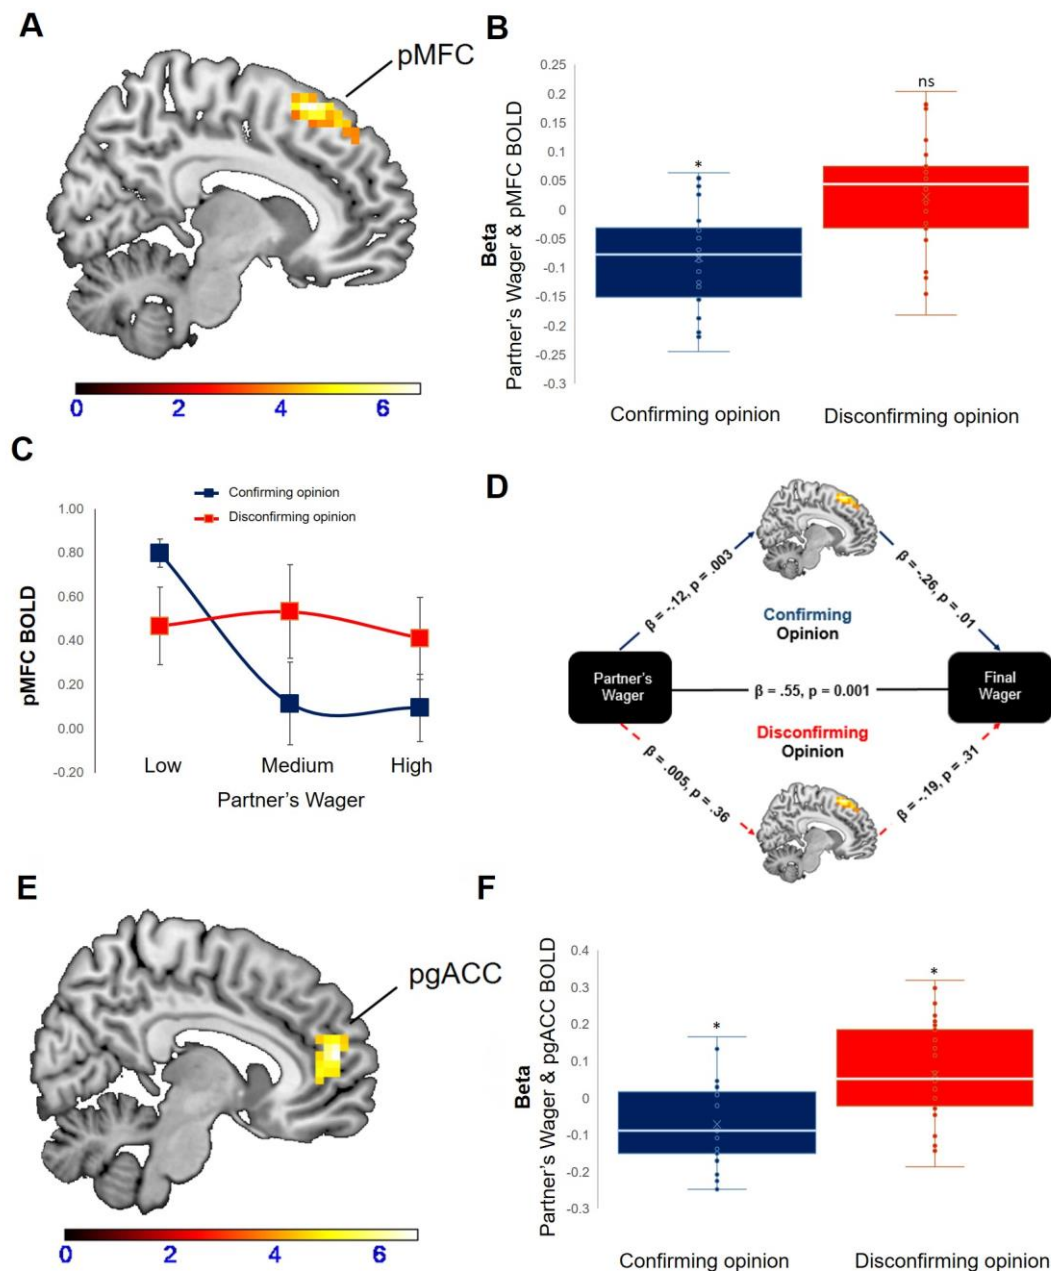 A
pMFC
0 2 4 6
B
Beta
Partner's Wager & pMFC BOLD
0.25
0.2
0.15
0.1
0.05
0
-0.05
-0.1
-0.15
-0.2
-0.25
-0.3
*
ns
Confirming opinion Disconfirming opinion
C
Confirming opinion
Disconfirming opinion
pMFC BOLD
1.00
0.80
0.60
0.40
0.20
0.00
-0.20
Low Medium High
Partner's Wager
D
β = -.12, p = .003
β = -.26, p = .01
Confirming
Opinion
Partner's
Wager
β = .55, p = 0.001
Final
Wager
Disconfirming
Opinion
β = .005, p = .36
β = -.19, p = .31
E
pgACC
0 2 4 6
F
Beta
Partner's Wager & pgACC BOLD
0.4
0.3
0.2
0.1
0
-0.1
-0.2
-0.3
*
*
Confirming opinion Disconfirming opinion